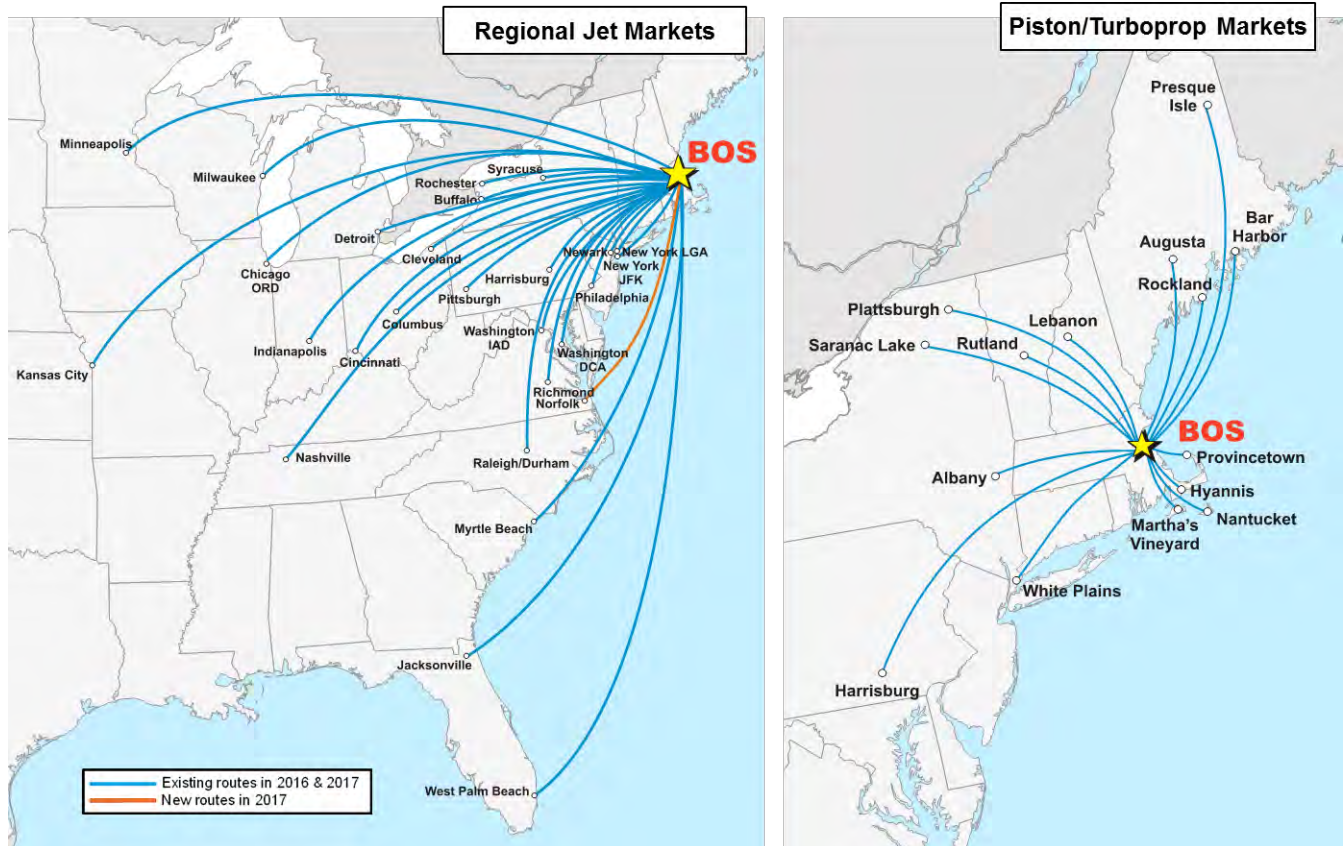 Regional Jet Markets
Minneapolis
Milwaukee
Syracuse
Rochester
Buffalo
BOS
Detroit
Cleveland
Chicago
ORD
Harrisburg
Newark
New York LGA
New York
JFK
Pittsburgh
Philadelphia
Columbus
Washington
IAD
Indianapolis
Cincinnati
Washington
DCA
Kansas City
Richmond
Norfolk
Nashville
Raleigh/Durham
Myrtle Beach
Jacksonville
West Palm Beach
Existing routes in 2016 & 2017
New routes in 2017
Piston/Turboprop Markets
Presque
Isle
Bar
Harbor
Augusta
Rockland
Plattsburgh
Lebanon
Saranac Lake
Rutland
BOS
Provincetown
Albany
Hyannis
Nantucket
Martha's
Vineyard
White Plains
Harrisburg